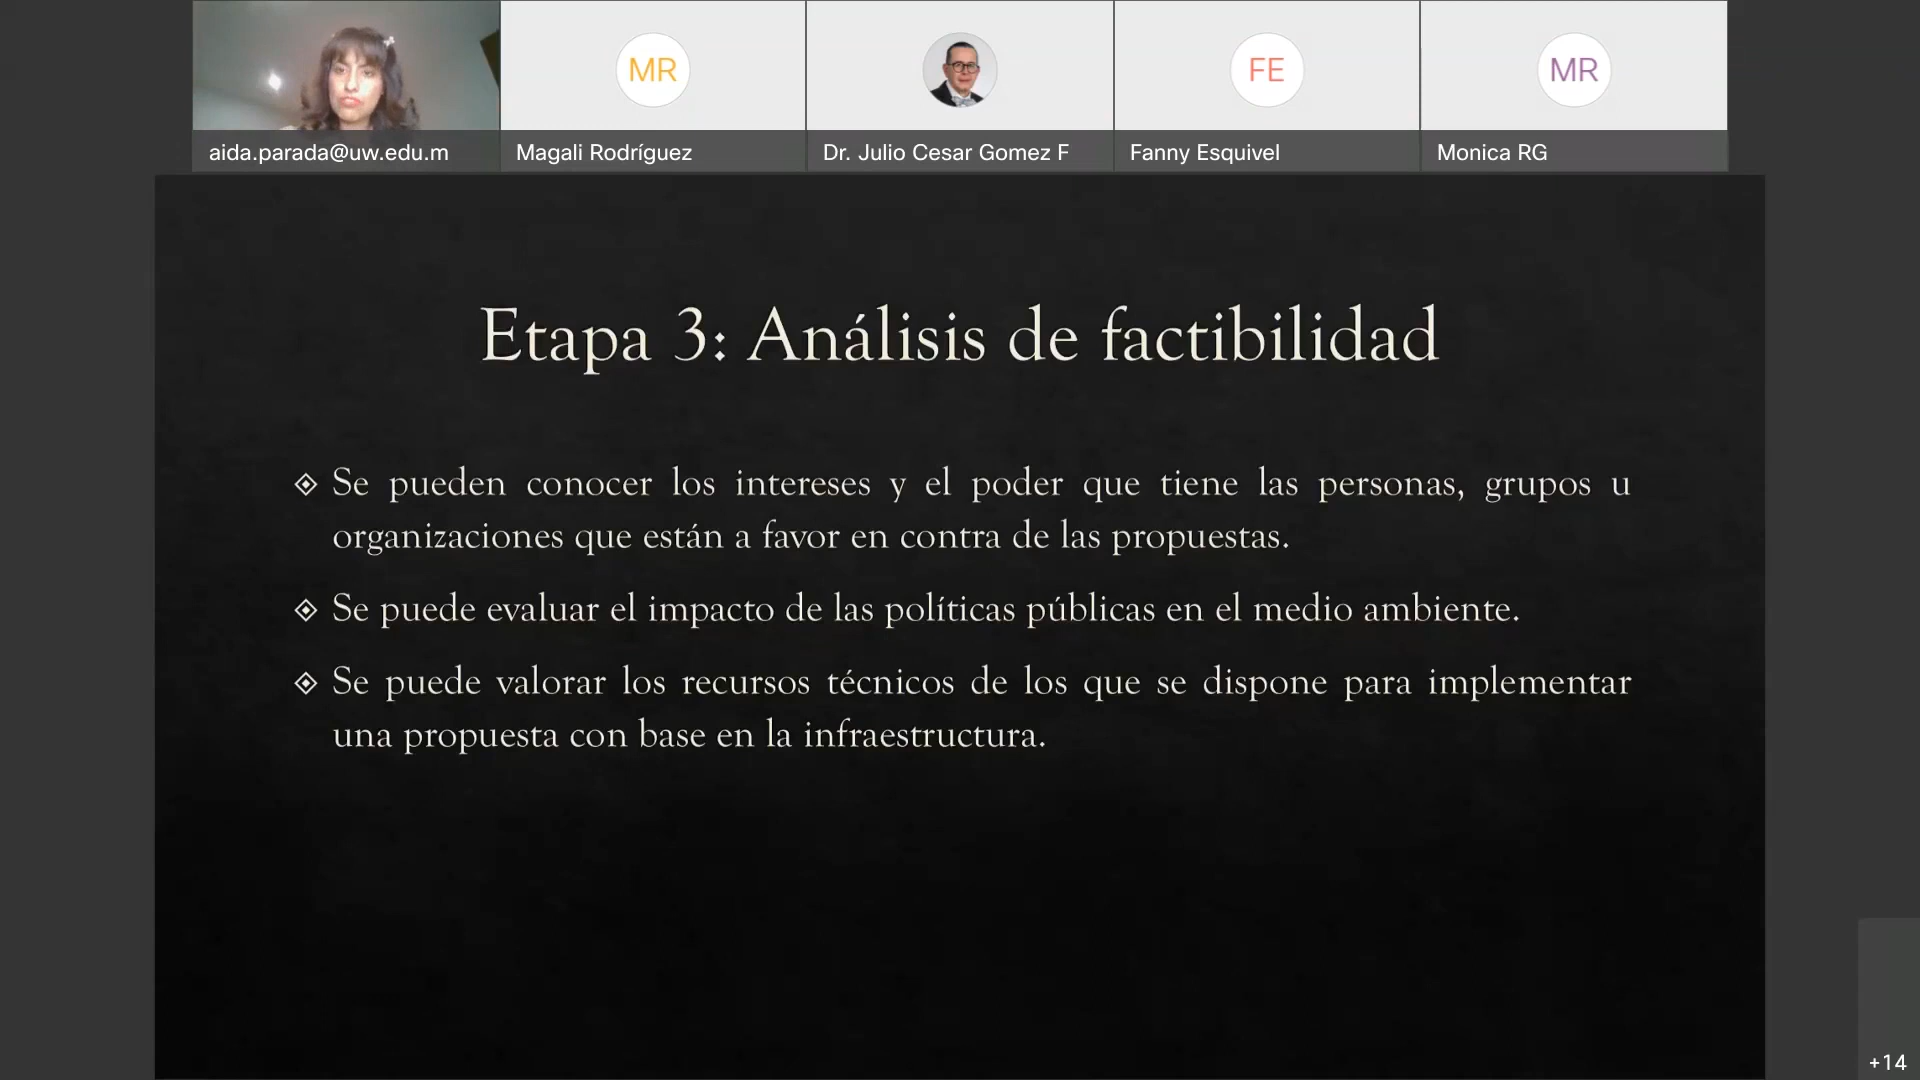 MR
FE
MR
aida.parada@uw.edu.m
Magali Rodríguez
Dr. Julio Cesar Gomez F
Fanny Esquivel
Monica RG
Etapa 3: Análisis de factibilidad
Se pueden conocer los intereses y el poder que tiene las personas, grupos u
organizaciones que están a favor en contra de las propuestas.
Se puede evaluar el impacto de las políticas públicas en el medio ambiente.
Se puede valorar los recursos técnicos de los que se dispone para implementar
una propuesta con base en la infraestructura.
+14